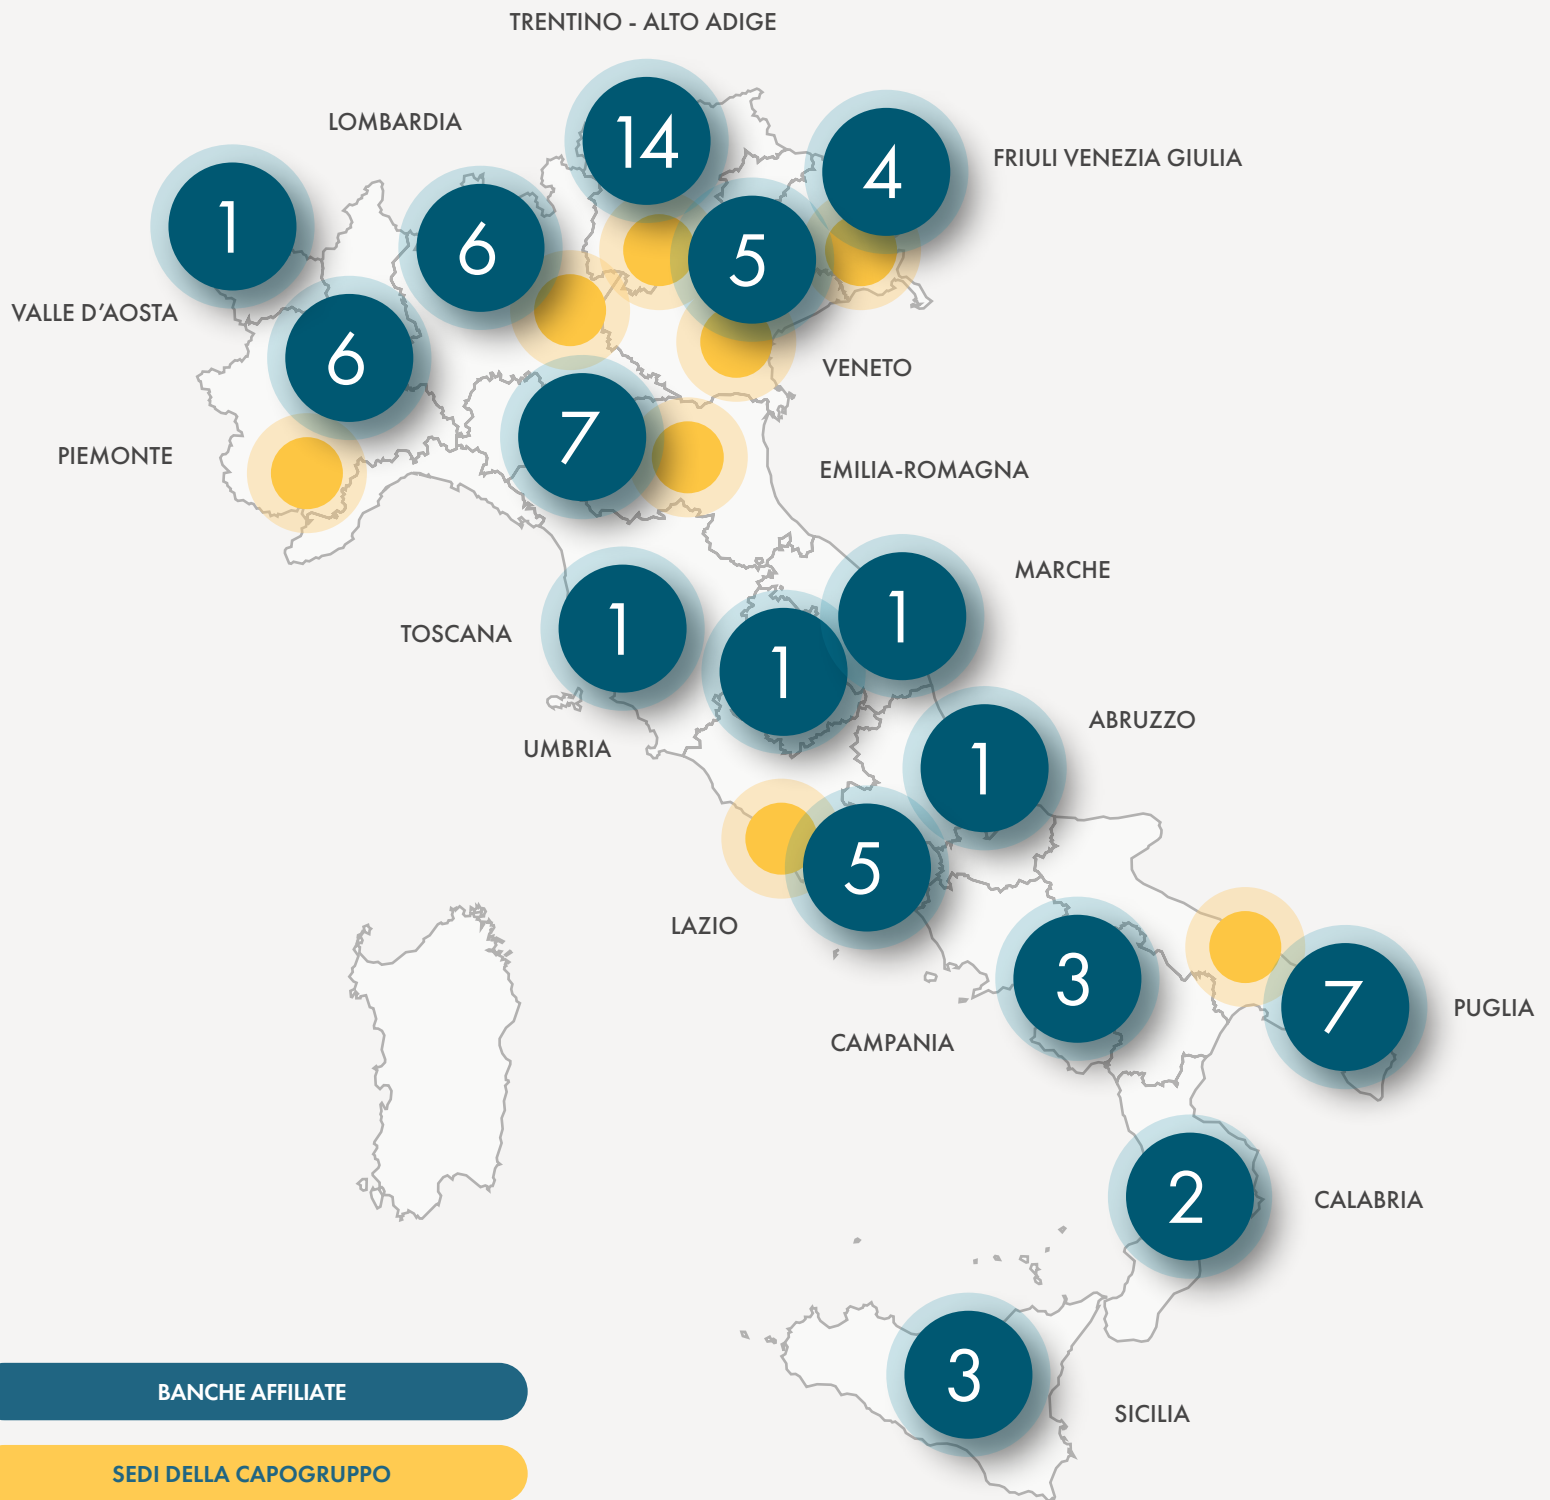 TRENTINO - ALTO ADIGE
14
LOMBARDIA
4
FRIULI VENEZIA GIULIA
1
6
5
VALLE D’AOSTA
6
VENETO
PIEMONTE
7
EMILIA-ROMAGNA
MARCHE
1
TOSCANA
1
1
UMBRIA
ABRUZZO
1
5
LAZIO
3
7
PUGLIA
CAMPANIA
2
CALABRIA
3
SICILIA
BANCHE AFFILIATE
SEDI DELLA CAPOGRUPPO